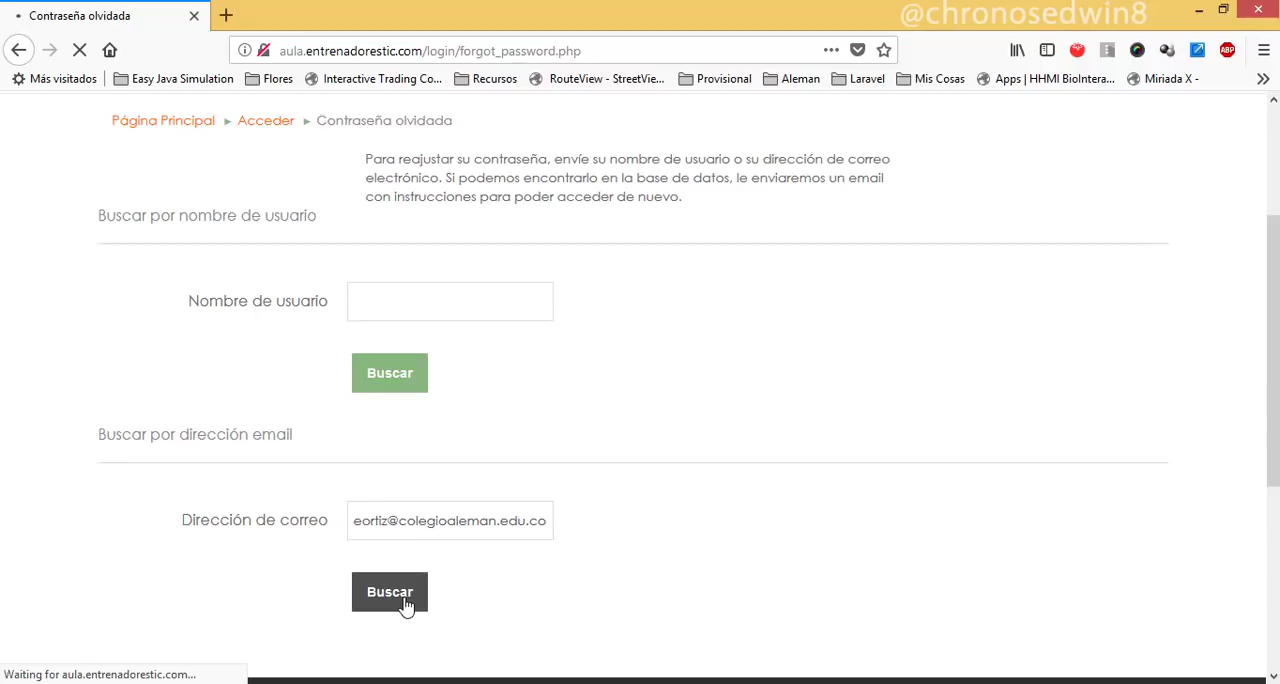 Contraseña olvidada
@chronosedwin8
aula.entrenadorestic.com/login/forgot_password.php
Más visitados
Easy Java Simulation
Flores
Interactive Trading Co...
Recursos
RouteView - StreetVie...
Provisional
Aleman
Laravel
Mis Cosas
Apps | HHMI BioIntera...
Miriada X -
ABP
Página Principal ► Acceder ► Contraseña olvidada
Para reajustar su contraseña, envíe su nombre de usuario o su dirección de correo
electrónico. Si podemos encontrarlo en la base de datos, le enviaremos un email
con instrucciones para poder acceder de nuevo.
Buscar por nombre de usuario
Nombre de usuario
Buscar
Buscar por dirección email
Dirección de correo
eortiz@colegioaleman.edu.co
Buscar
Waiting for aula.entrenadorestic.com...